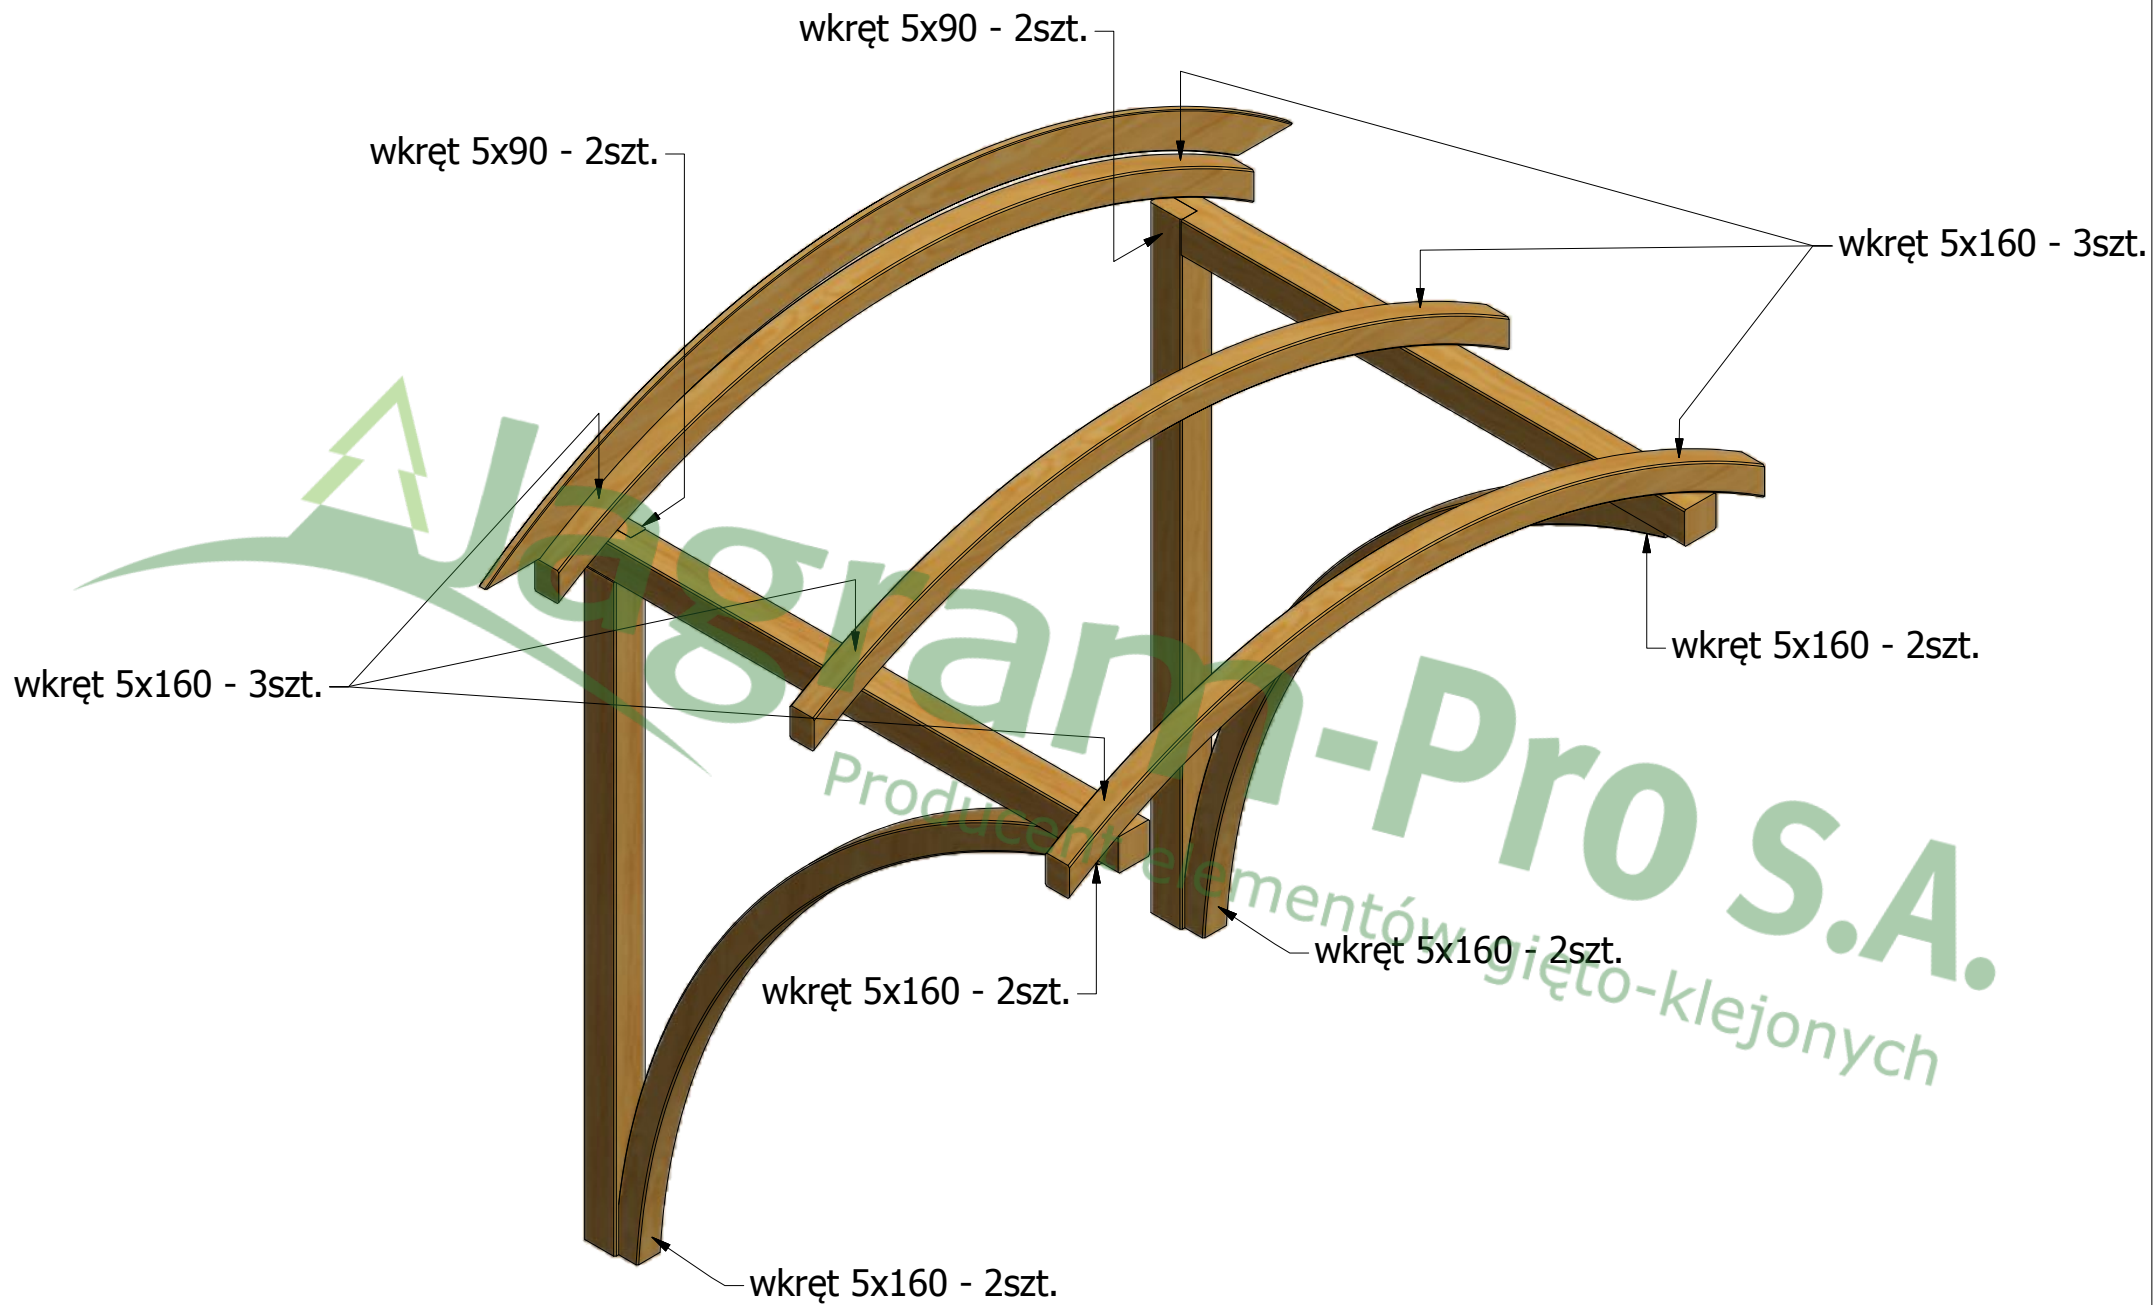 wkręt 5x90 - 2szt.
wkręt 5x90 - 2szt.
wkręt 5x160 - 3szt.
wkręt 5x160 - 2szt.
wkręt 5x160 - 3szt.
Jagram-Pro S.A.
Producent elementów gięto-klejonych
wkręt 5x160 - 2szt.
wkręt 5x160 - 2szt.
wkręt 5x160 - 2szt.